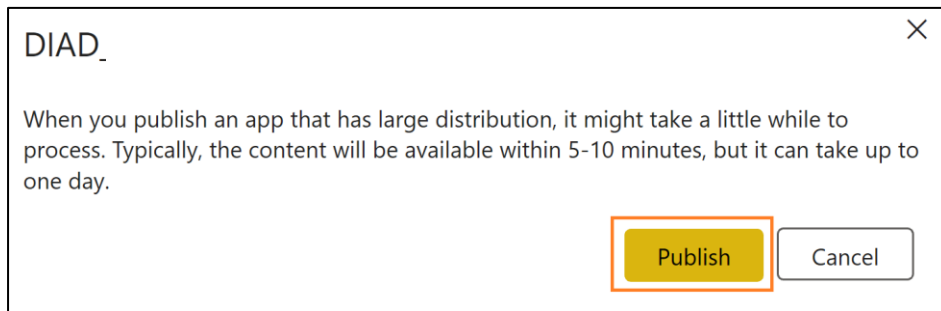 DIAD_
When you publish an app that has large distribution, it might take a little while to
process. Typically, the content will be available within 5-10 minutes, but it can take up to
one day.
Publish
Cancel